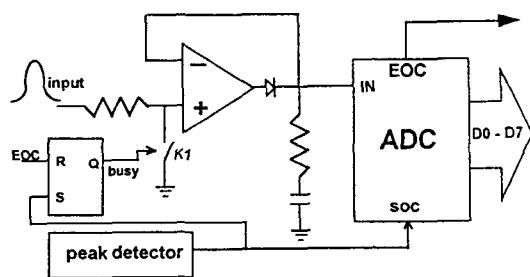 input
−
+
IN
EOC
ADC
D0 - D7
SOC
EOC
R
Q
S
busy
K1
peak detector